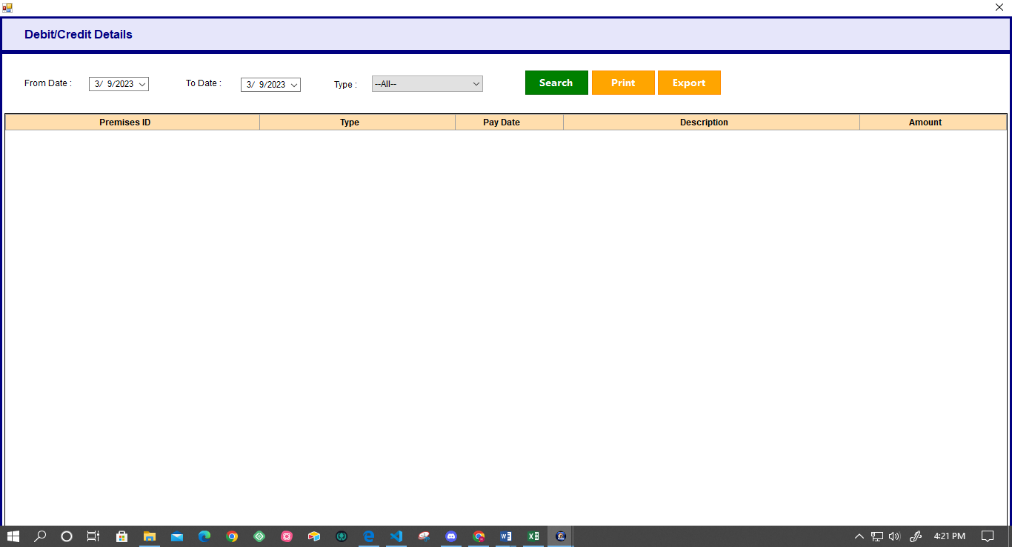 Debit/Credit Details
From Date : 3/ 9/2023 To Date : 3/ 9/2023 Type : --All-- Search Print Export
Premises ID Type Pay Date Description Amount
4:21 PM